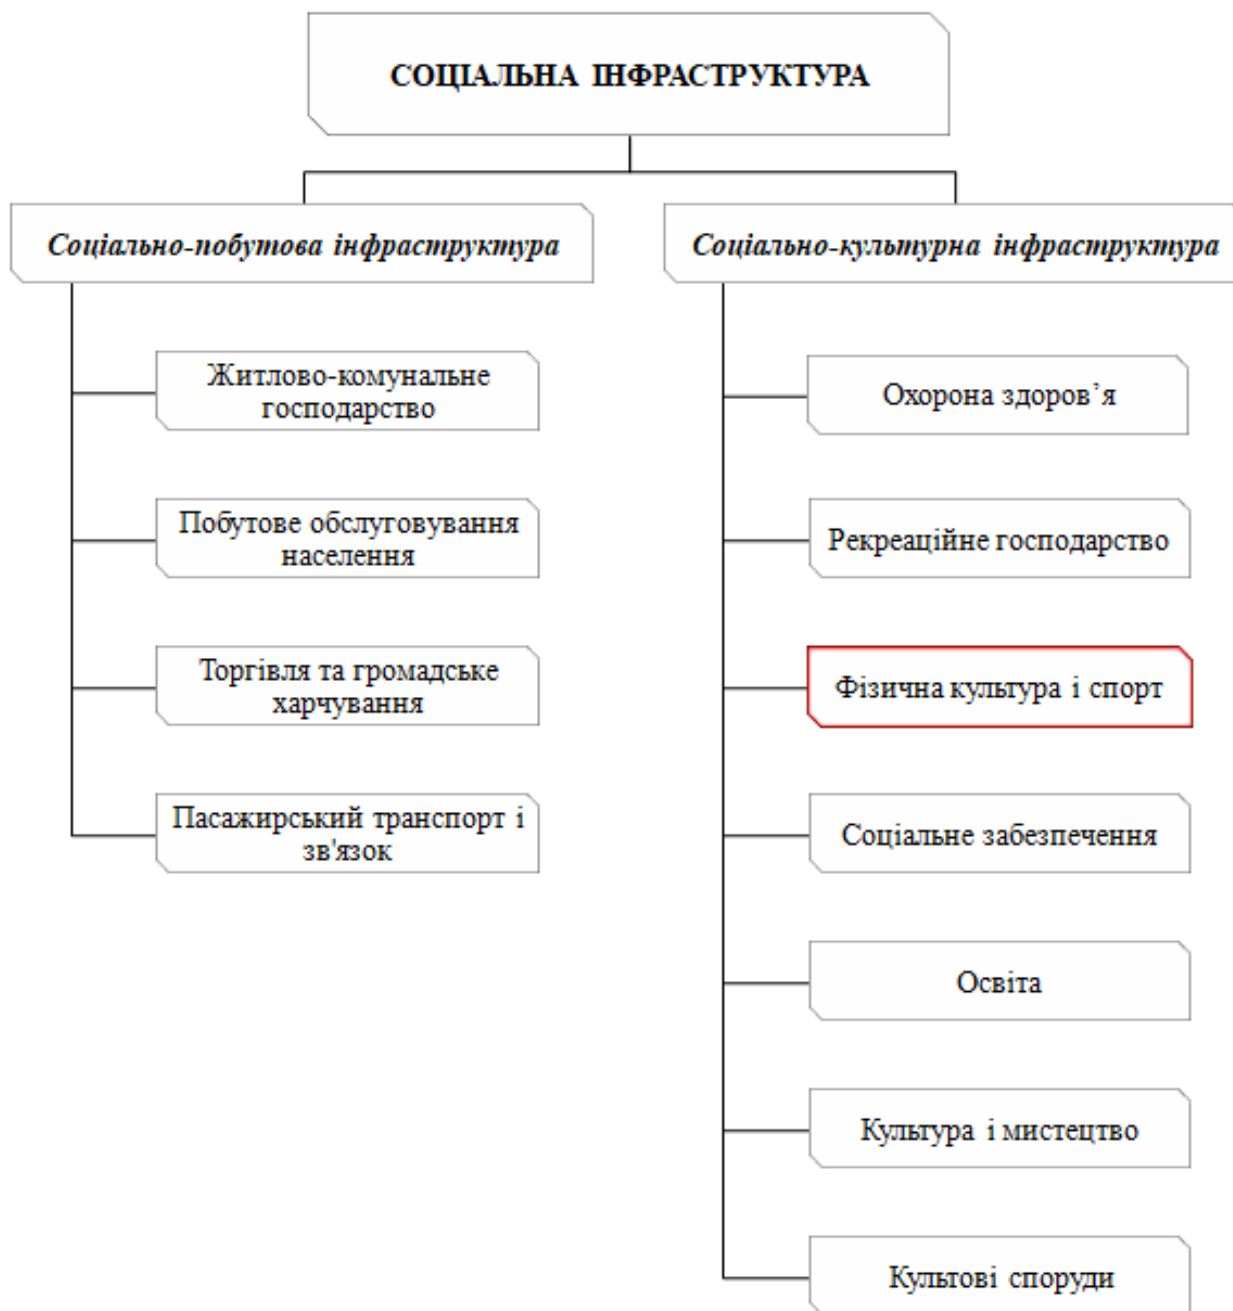 СОЦІАЛЬНА ІНФРАСТРУКТУРА
Соціально-побутова інфраструктура
Житлово-комунальне
господарство
Побутове обслуговування
населення
Торгівля та громадське
харчування
Пасажирський транспорт і
зв'язок
Соціально-культурна інфраструктура
Охорона здоров’я
Рекреаційне господарство
Фізична культура і спорт
Соціальне забезпечення
Освіта
Культура і мистецтво
Культові споруди